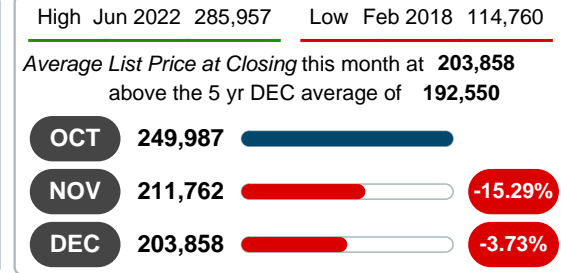 High Jun 2022 285,957 Low Feb 2018 114,760
Average List Price at Closing this month at 203,858
above the 5 yr DEC average of 192,550
OCT 249,987
NOV 211,762 -15.29%
DEC 203,858 -3.73%